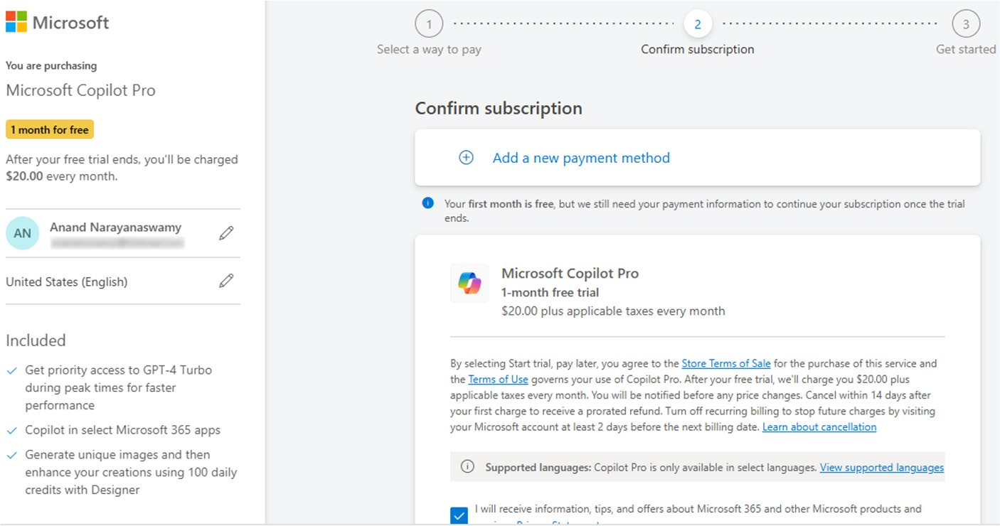 Microsoft
You are purchasing
Microsoft Copilot Pro
1 month for free
After your free trial ends, you'll be charged
$20.00 every month.
AN
Anand Narayanaswamy
United States (English)
Included
Get priority access to GPT-4 Turbo
during peak times for faster
performance
Copilot in select Microsoft 365 apps
Generate unique images and then
enhance your creations using 100 daily
credits with Designer
1
2
3
Select a way to pay
Confirm subscription
Get started
Confirm subscription
Add a new payment method
Your first month is free, but we still need your payment information to continue your subscription once the trial
ends.
Microsoft Copilot Pro
1-month free trial
$20.00 plus applicable taxes every month
By selecting Start trial, pay later, you agree to the Store Terms of Sale for the purchase of this service and
the Terms of Use governs your use of Copilot Pro. After your free trial, we'll charge you $20.00 plus
applicable taxes every month. You will be notified before any price changes. Cancel within 14 days after
your first charge to receive a prorated refund. Turn off recurring billing to stop future charges by visiting
your Microsoft account at least 2 days before the next billing date. Learn about cancellation
Supported languages: Copilot Pro is only available in select languages. View supported languages
I will receive information, tips, and offers about Microsoft 365 and other Microsoft products and